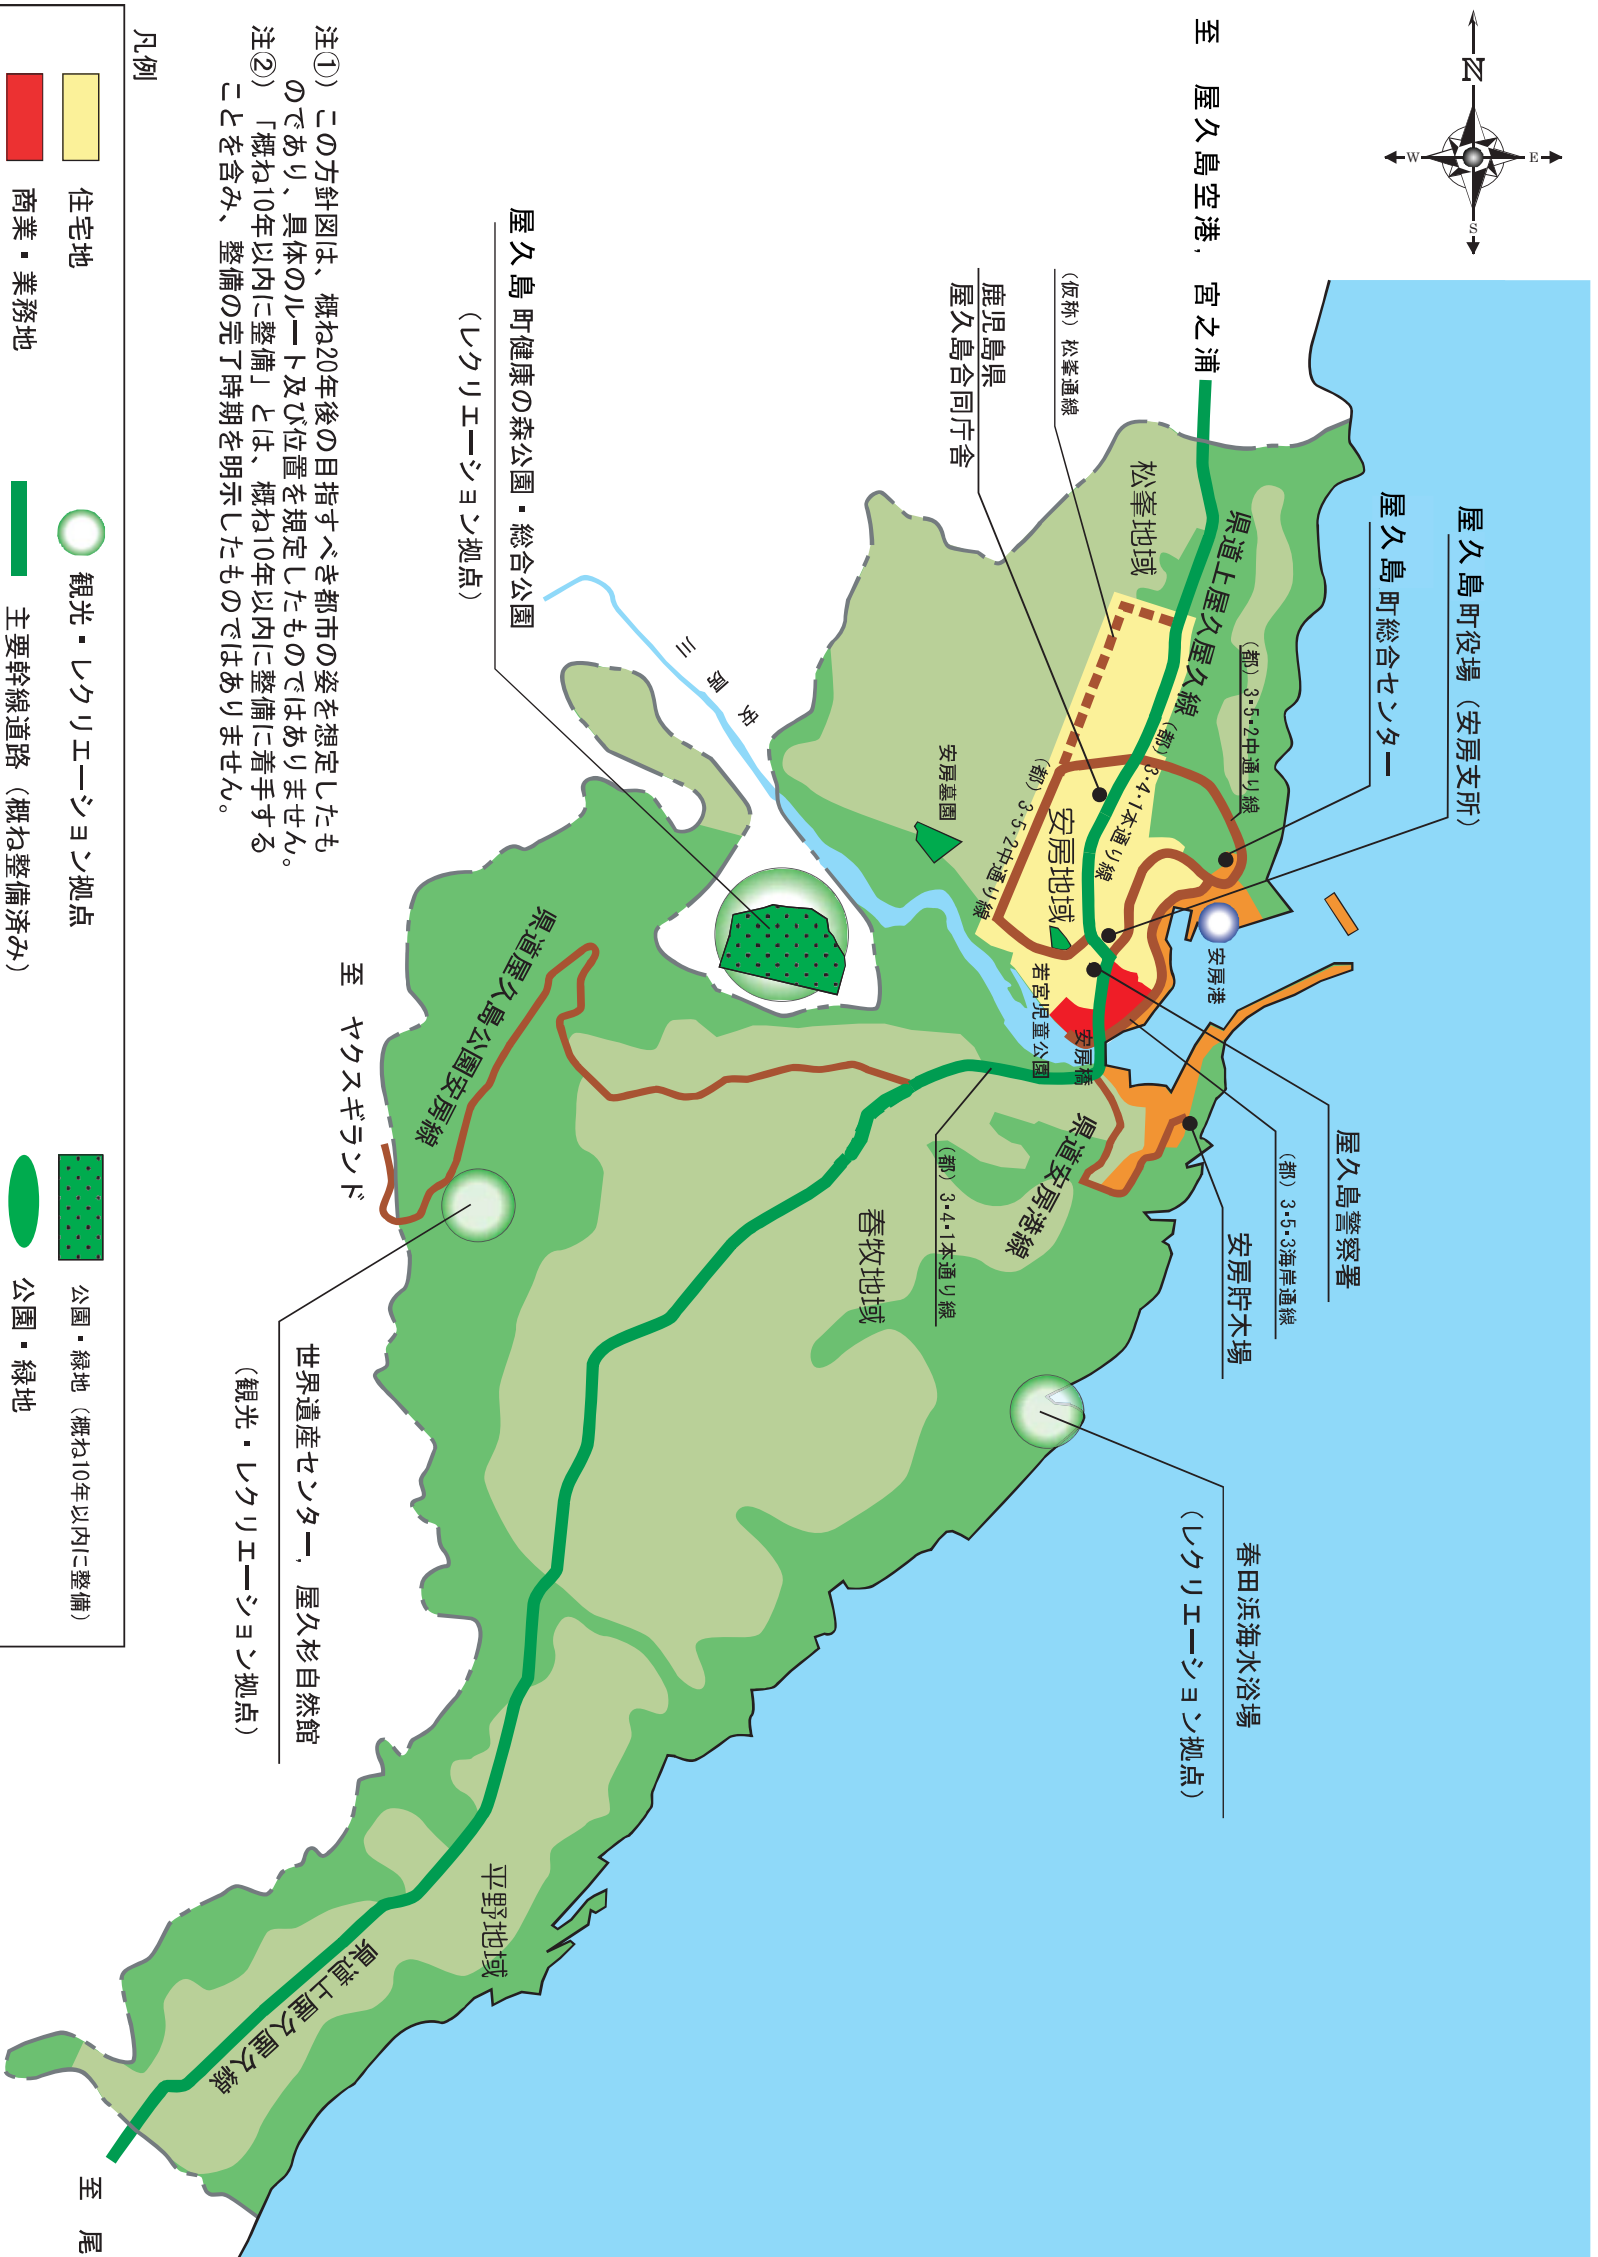 N
W
E
S
至　屋久島空港，宮之浦
屋久島町役場（安房支所）
屋久島町総合センター
（都）3・5・2中通り線
県道上屋久屋久線
（都）3・4・1本通り線
松峯地域
（仮称）松峯通線
鹿児島県
屋久島合同庁舎
（都）3・5・2中通り線
安房地域
安房墓園
安房港
若宮児童公園
安房橋
安房
屋久島警察署
（都）3・5・3海岸通線
安房貯木場
県道安房港線
（都）3・4・1本通り線
春牧地域
春田浜海水浴場
（レクリエーション拠点）
屋久島町健康の森公園・総合公園
（レクリエーション拠点）
県道屋久島公園安房線
至　ヤクスギランド
世界遺産センター，屋久杉自然館
（観光・レクリエーション拠点）
平野地域
県道上屋久屋久線
至　尾
注①）この方針図は、概ね20年後の目指すべき都市の姿を想定したも
のであり、具体のルート及び位置を規定したものではありません。
注②）「概ね10年以内に整備」とは、概ね10年以内に整備に着手する
ことを含み、整備の完了時期を明示したものではありません。
凡例
住宅地
観光・レクリエーション拠点
公園・緑地（概ね10年以内に整備）
商業・業務地
主要幹線道路（概ね整備済み）
公園・緑地